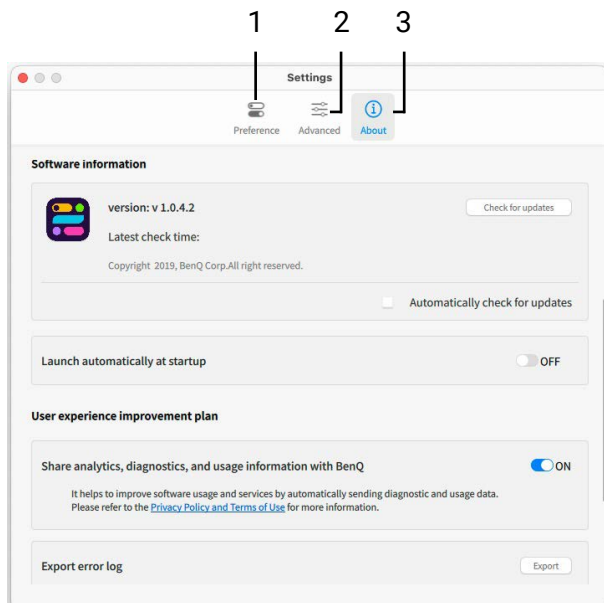 1 2 3
Settings
Preference Advanced About
Software information
version: v 1.0.4.2
Check for updates
Latest check time:
Copyright 2019, BenQ Corp.All right reserved.
Automatically check for updates
Launch automatically at startup
OFF
User experience improvement plan
Share analytics, diagnostics, and usage information with BenQ
ON
It helps to improve software usage and services by automatically sending diagnostic and usage data.
Please refer to the Privacy Policy and Terms of Use for more information.
Export error log
Export